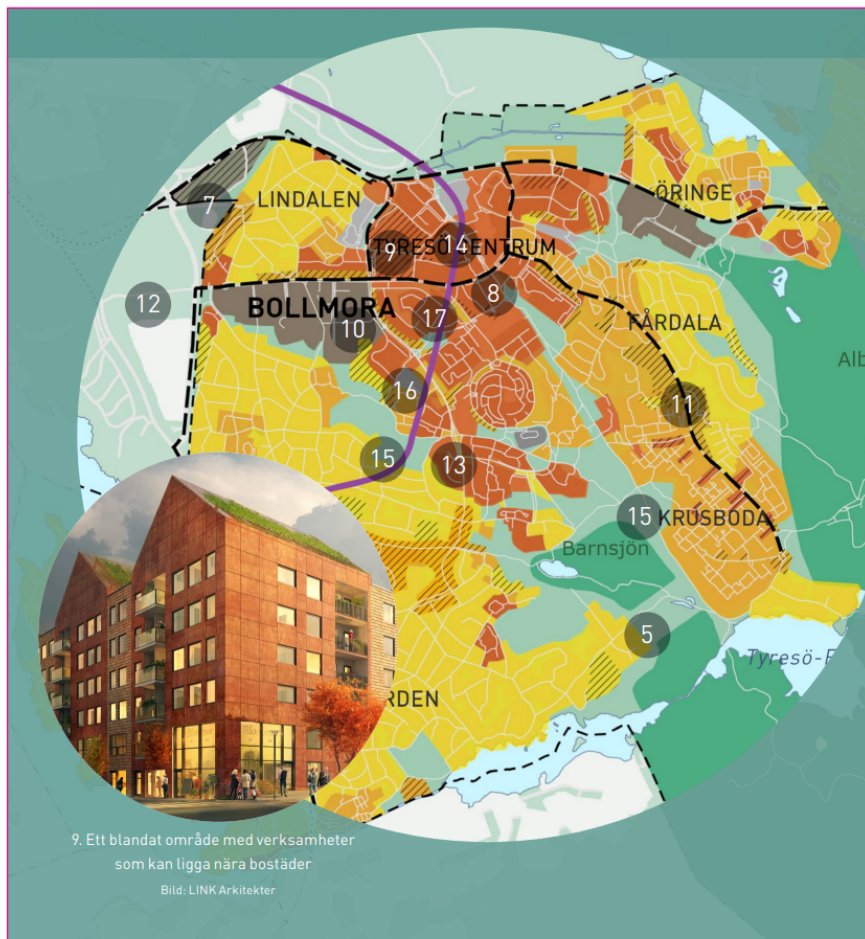 LINDALEN
ÖRINGE
7
TYRESÖ CENTRUM
9
14
12
BOLLMORA
8
10
17
FÅRDALA
Alb
16
11
15
13
15
KRUSBODA
Barnsjön
5
Tyresö-F
RDEN
9. Ett blandat område med verksamheter
som kan ligga nära bostäder
Bild: LINK Arkitekter